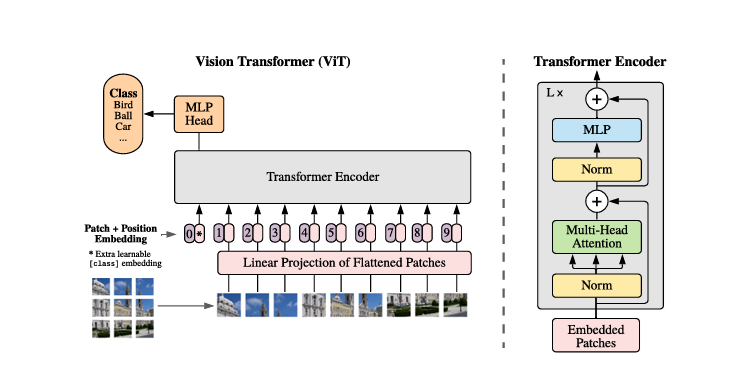 Vision Transformer (ViT)
Class
Bird
Ball
Car
...
MLP
Head
Transformer Encoder
Patch + Position
Embedding
0 * 1 2 3 4 5 6 7 8 9
* Extra learnable
[class] embedding
Linear Projection of Flattened Patches
Transformer Encoder
L x
+
MLP
Norm
+
Multi-Head
Attention
Norm
Embedded
Patches